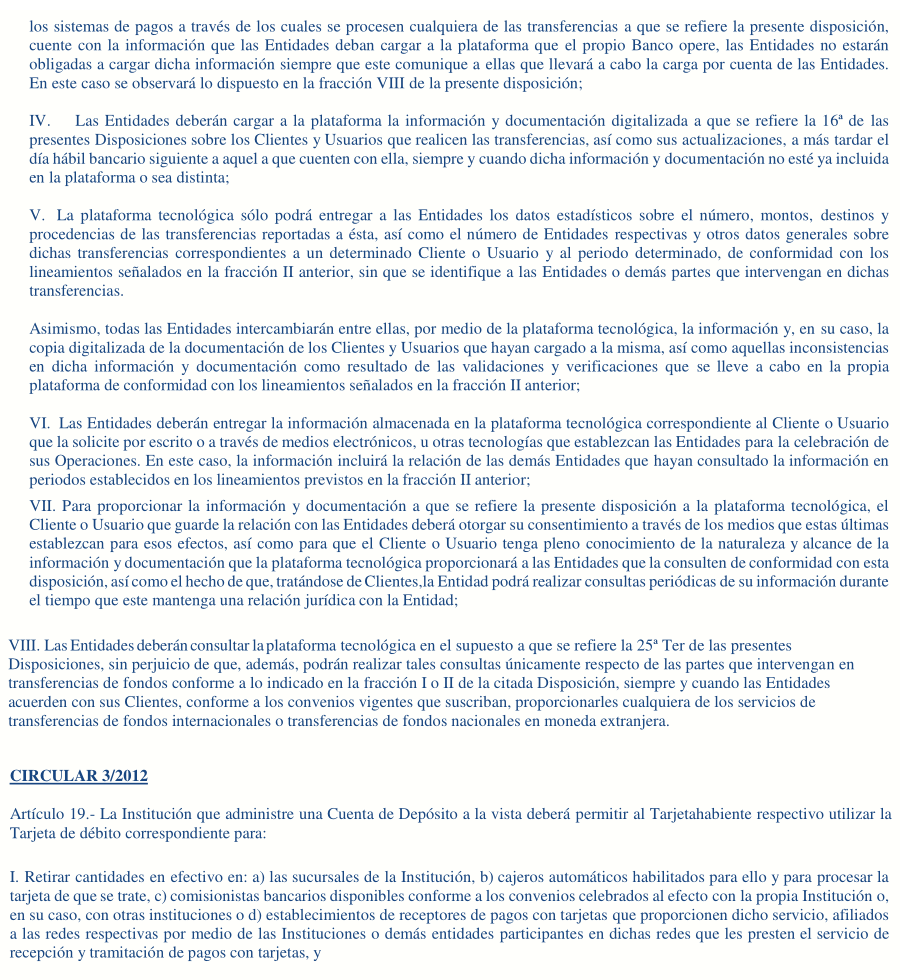 los sistemas de pagos a través de los cuales se procesen cualquiera de las transferencias a que se refiere la presente disposición,
cuente con la información que las Entidades deban cargar a la plataforma que el propio Banco opere, las Entidades no estarán
obligadas a cargar dicha información siempre que este comunique a ellas que llevará a cabo la carga por cuenta de las Entidades.
En este caso se observará lo dispuesto en la fracción VIII de la presente disposición;
IV. Las Entidades deberán cargar a la plataforma la información y documentación digitalizada a que se refiere la 16ª de las
presentes Disposiciones sobre los Clientes y Usuarios que realicen las transferencias, así como sus actualizaciones, a más tardar el
día hábil bancario siguiente a aquel a que cuenten con ella, siempre y cuando dicha información y documentación no esté ya incluida
en la plataforma o sea distinta;
V. La plataforma tecnológica sólo podrá entregar a las Entidades los datos estadísticos sobre el número, montos, destinos y
procedencias de las transferencias reportadas a ésta, así como el número de Entidades respectivas y otros datos generales sobre
dichas transferencias correspondientes a un determinado Cliente o Usuario y al periodo determinado, de conformidad con los
lineamientos señalados en la fracción II anterior, sin que se identifique a las Entidades o demás partes que intervengan en dichas
transferencias.
Asimismo, todas las Entidades intercambiarán entre ellas, por medio de la plataforma tecnológica, la información y, en su caso, la
copia digitalizada de la documentación de los Clientes y Usuarios que hayan cargado a la misma, así como aquellas inconsistencias
en dicha información y documentación como resultado de las validaciones y verificaciones que se lleve a cabo en la propia
plataforma de conformidad con los lineamientos señalados en la fracción II anterior;
VI. Las Entidades deberán entregar la información almacenada en la plataforma tecnológica correspondiente al Cliente o Usuario
que la solicite por escrito o a través de medios electrónicos, u otras tecnologías que establezcan las Entidades para la celebración de
sus Operaciones. En este caso, la información incluirá la relación de las demás Entidades que hayan consultado la información en
periodos establecidos en los lineamientos previstos en la fracción II anterior;
VII. Para proporcionar la información y documentación a que se refiere la presente disposición a la plataforma tecnológica, el
Cliente o Usuario que guarde la relación con las Entidades deberá otorgar su consentimiento a través de los medios que estas últimas
establezcan para esos efectos, así como para que el Cliente o Usuario tenga pleno conocimiento de la naturaleza y alcance de la
información y documentación que la plataforma tecnológica proporcionará a las Entidades que la consulten de conformidad con esta
disposición, así como el hecho de que, tratándose de Clientes,la Entidad podrá realizar consultas periódicas de su información durante
el tiempo que este mantenga una relación jurídica con la Entidad;
VIII. Las Entidades deberán consultar la plataforma tecnológica en el supuesto a que se refiere la 25ª Ter de las presentes
Disposiciones, sin perjuicio de que, además, podrán realizar tales consultas únicamente respecto de las partes que intervengan en
transferencias de fondos conforme a lo indicado en la fracción I o II de la citada Disposición, siempre y cuando las Entidades
acuerden con sus Clientes, conforme a los convenios vigentes que suscriban, proporcionarles cualquiera de los servicios de
transferencias de fondos internacionales o transferencias de fondos nacionales en moneda extranjera.
CIRCULAR 3/2012
Artículo 19.- La Institución que administre una Cuenta de Depósito a la vista deberá permitir al Tarjetahabiente respectivo utilizar la
Tarjeta de débito correspondiente para:
I. Retirar cantidades en efectivo en: a) las sucursales de la Institución, b) cajeros automáticos habilitados para ello y para procesar la
tarjeta de que se trate, c) comisionistas bancarios disponibles conforme a los convenios celebrados al efecto con la propia Institución o,
en su caso, con otras instituciones o d) establecimientos de receptores de pagos con tarjetas que proporcionen dicho servicio, afiliados
a las redes respectivas por medio de las Instituciones o demás entidades participantes en dichas redes que les presten el servicio de
recepción y tramitación de pagos con tarjetas, y